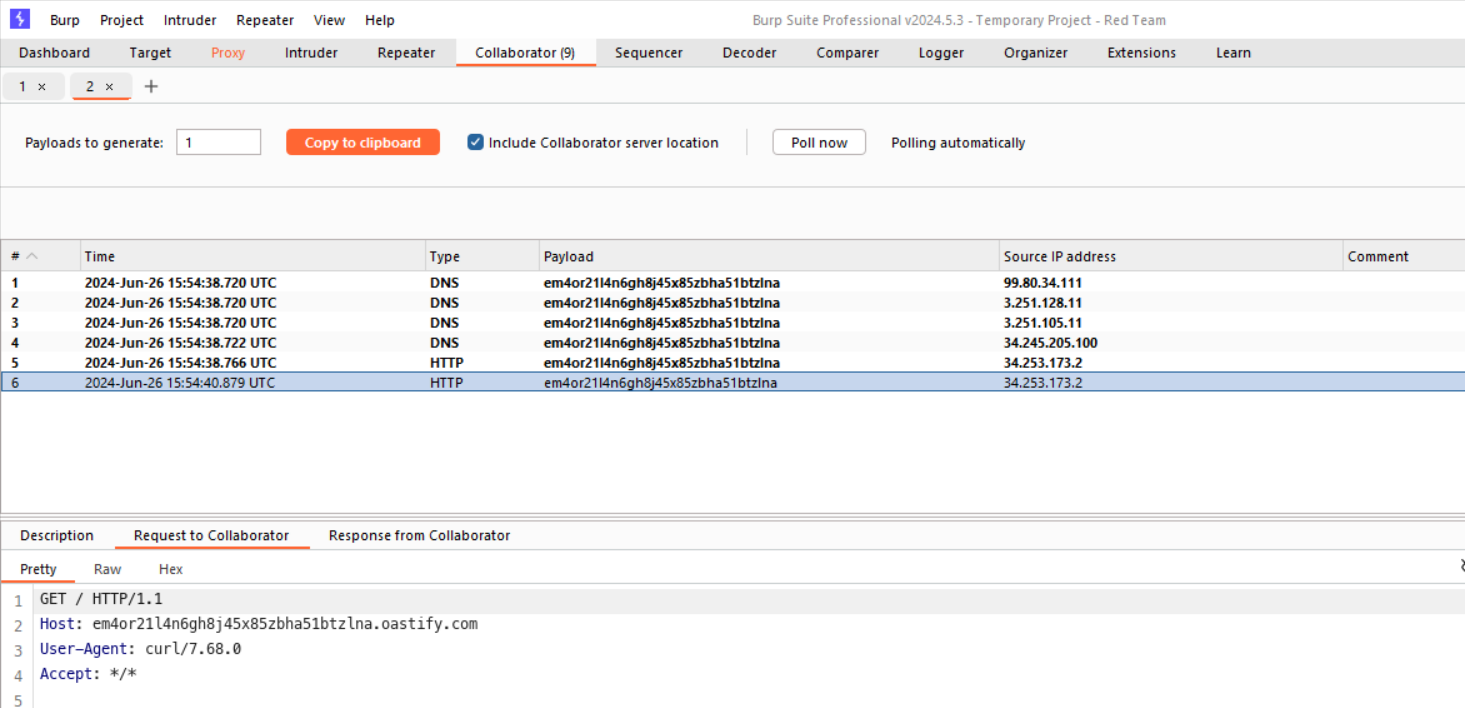 Burp Project Intruder Repeater View Help Burp Suite Professional v2024.5.3 - Temporary Project - Red Team
Dashboard Target Proxy Intruder Repeater Collaborator (9) Sequencer Decoder Comparer Logger Organizer Extensions Learn
1 × 2 × +
Payloads to generate: 1 Copy to clipboard Include Collaborator server location Poll now Polling automatically
# Time Type Payload Source IP address Comment
1 2024-Jun-26 15:54:38.720 UTC DNS em4or21l4n6gh8j45x85zbha51btzlna 99.80.34.111
2 2024-Jun-26 15:54:38.720 UTC DNS em4or21l4n6gh8j45x85zbha51btzlna 3.251.128.11
3 2024-Jun-26 15:54:38.720 UTC DNS em4or21l4n6gh8j45x85zbha51btzlna 3.251.105.11
4 2024-Jun-26 15:54:38.722 UTC DNS em4or21l4n6gh8j45x85zbha51btzlna 34.245.205.100
5 2024-Jun-26 15:54:38.766 UTC HTTP em4or21l4n6gh8j45x85zbha51btzlna 34.253.173.2
6 2024-Jun-26 15:54:40.879 UTC HTTP em4or21l4n6gh8j45x85zbha51btzlna 34.253.173.2
Description Request to Collaborator Response from Collaborator
Pretty Raw Hex
1 GET / HTTP/1.1
2 Host: em4or21l4n6gh8j45x85zbha51btzlna.oastify.com
3 User-Agent: curl/7.68.0
4 Accept: */*
5